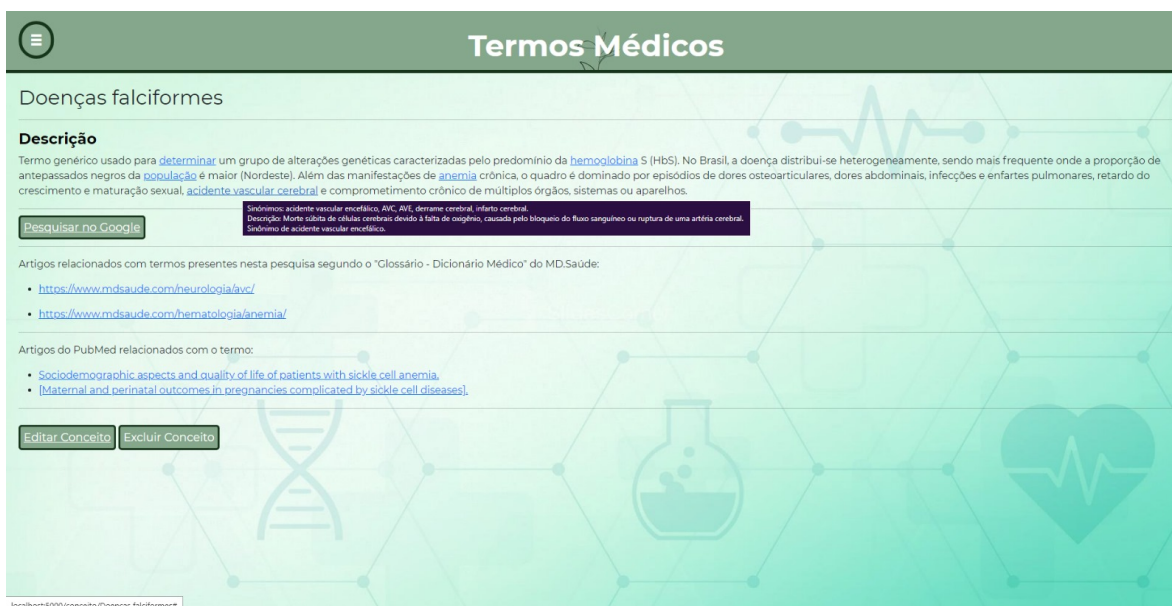 Termos Médicos
Doenças falciformes
Descrição
Termo genérico usado para determinar um grupo de alterações genéticas caracterizadas pelo predomínio da hemoglobina S (HbS). No Brasil, a doença distribui-se heterogeneamente, sendo mais frequente onde a proporção de
antepassados negros da população é maior (Nordeste). Além das manifestações de anemia crônica, o quadro é dominado por episódios de dores osteoarticulares, dores abdominais, infecções e enfartes pulmonares, retardo do
crescimento e maturação sexual, acidente vascular cerebral e comprometimento crônico de múltiplos órgãos, sistemas ou aparelhos.
Sinônimos: acidente vascular encefálico, AVC, AVE, derrame cerebral, infarto cerebral.
Descrição: Morte súbita de células cerebrais devido à falta de oxigênio, causada pelo bloqueio do fluxo sanguíneo ou ruptura de uma artéria cerebral.
Sinônimo de acidente vascular encefálico.
Pesquisar no Google
Artigos relacionados com termos presentes nesta pesquisa segundo o "Glossário - Dicionário Médico" do MD.Saúde:
• https://www.mdsaude.com/neurologia/avc/
• https://www.mdsaude.com/hematologia/anemia/
Artigos do PubMed relacionados com o termo:
• Sociodemographic aspects and quality of life of patients with sickle cell anemia.
• [Maternal and perinatal outcomes in pregnancies complicated by sickle cell diseases].
Editar Conceito Excluir Conceito
localhost:5000/conceito/Doenças falciformes#